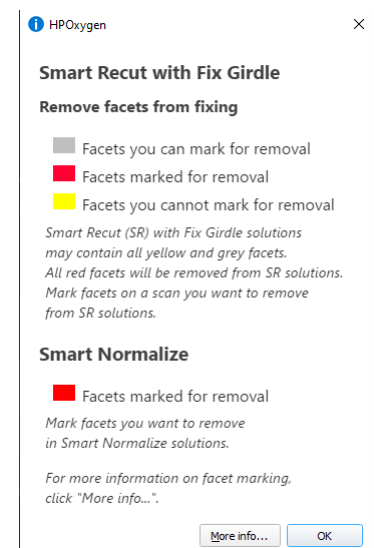 HPOxygen
Smart Recut with Fix Girdle
Remove facets from fixing
Facets you can mark for removal
Facets marked for removal
Facets you cannot mark for removal
Smart Recut (SR) with Fix Girdle solutions
may contain all yellow and grey facets.
All red facets will be removed from SR solutions.
Mark facets on a scan you want to remove
from SR solutions.
Smart Normalize
Facets marked for removal
Mark facets you want to remove
in Smart Normalize solutions.
For more information on facet marking,
click "More info...".
More info...
OK